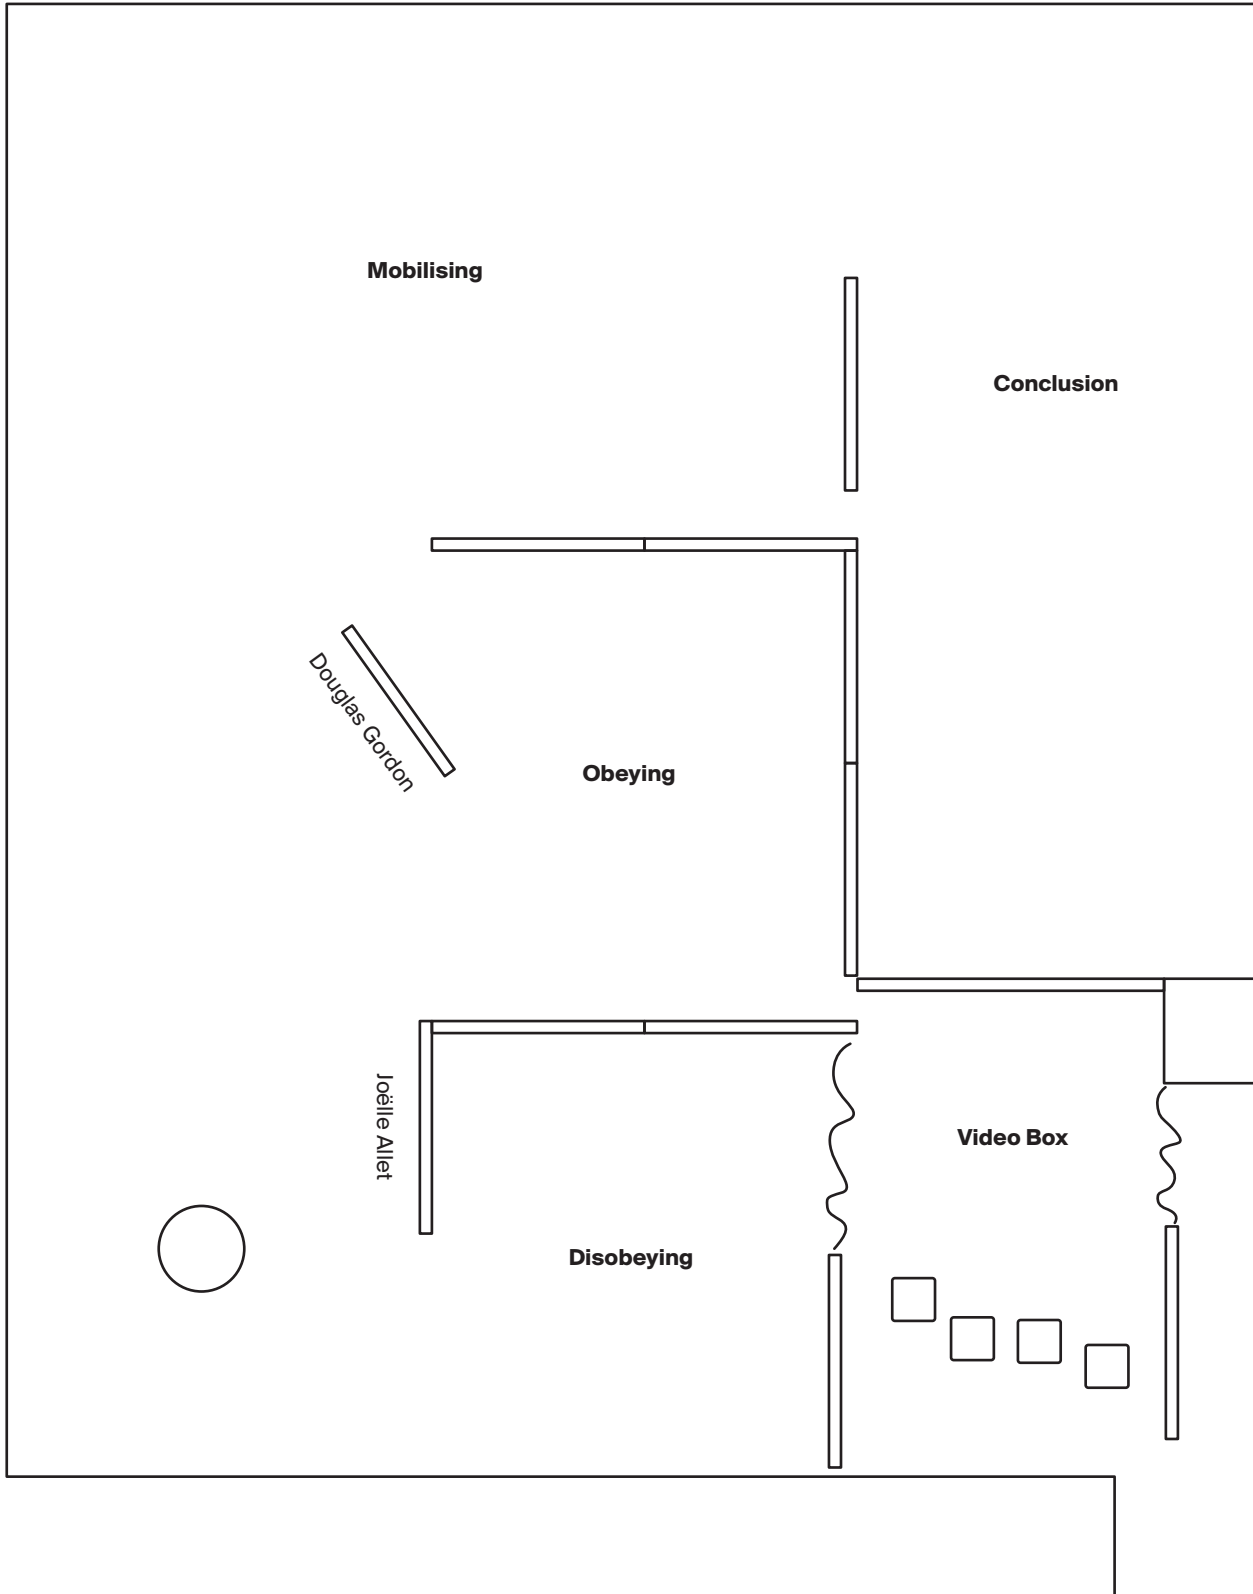 Mobilising
Conclusion
Douglas Gordon
Obeying
Joëlle Allet
Video Box
Disobeying